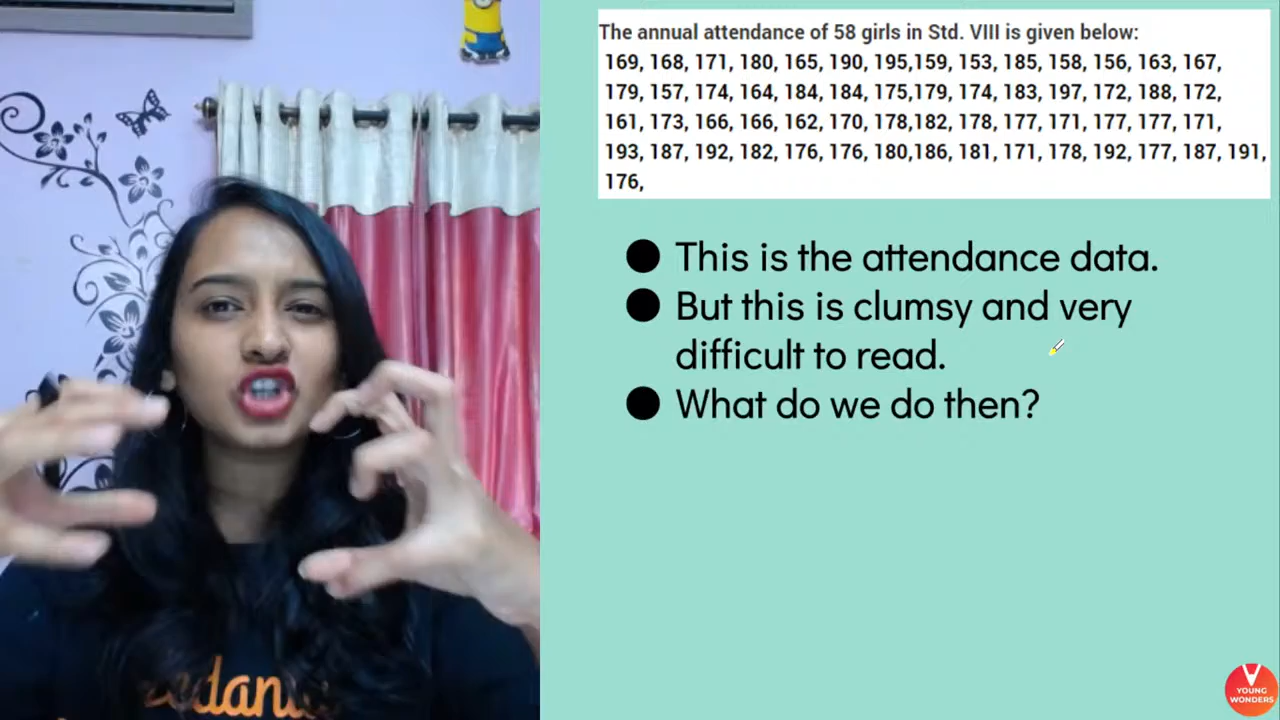 The annual attendance of 58 girls in Std. VIII is given below:
169, 168, 171, 180, 165, 190, 195,159, 153, 185, 158, 156, 163, 167,
179, 157, 174, 164, 184, 184, 175,179, 174, 183, 197, 172, 188, 172,
161, 173, 166, 166, 162, 170, 178,182, 178, 177, 171, 177, 177, 171,
193, 187, 192, 182, 176, 176, 180,186, 181, 171, 178, 192, 177, 187, 191,
176,
● This is the attendance data.
● But this is clumsy and very
difficult to read.
● What do we do then?
YOUNG
WONDERS